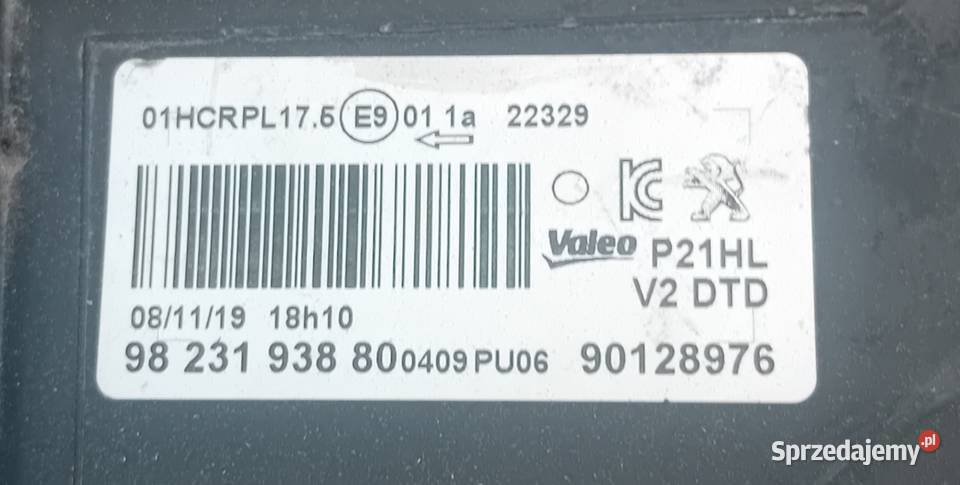 01HCRPL17.5 E9 01 1a 22329
KC
Valeo P21HL
V2 DTD
08/11/19 18h10
98 231 938 80 0409 PU06 90128976
Sprzedajemy.pl